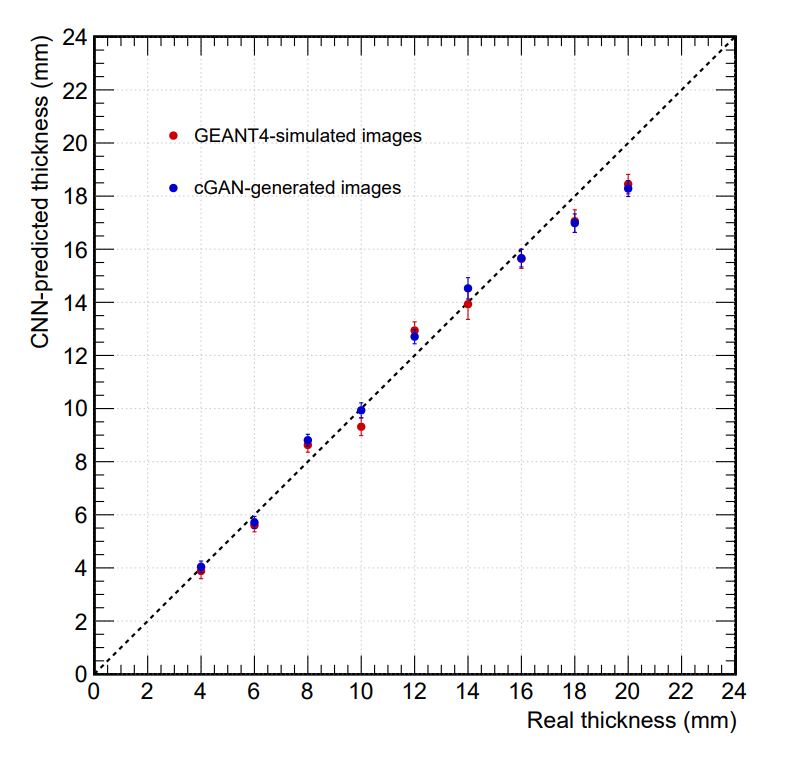 CNN-predicted thickness (mm)
24
22
20
18
16
14
12
10
8
6
4
2
0
GEANT4-simulated images
cGAN-generated images
0 2 4 6 8 10 12 14 16 18 20 22 24
Real thickness (mm)